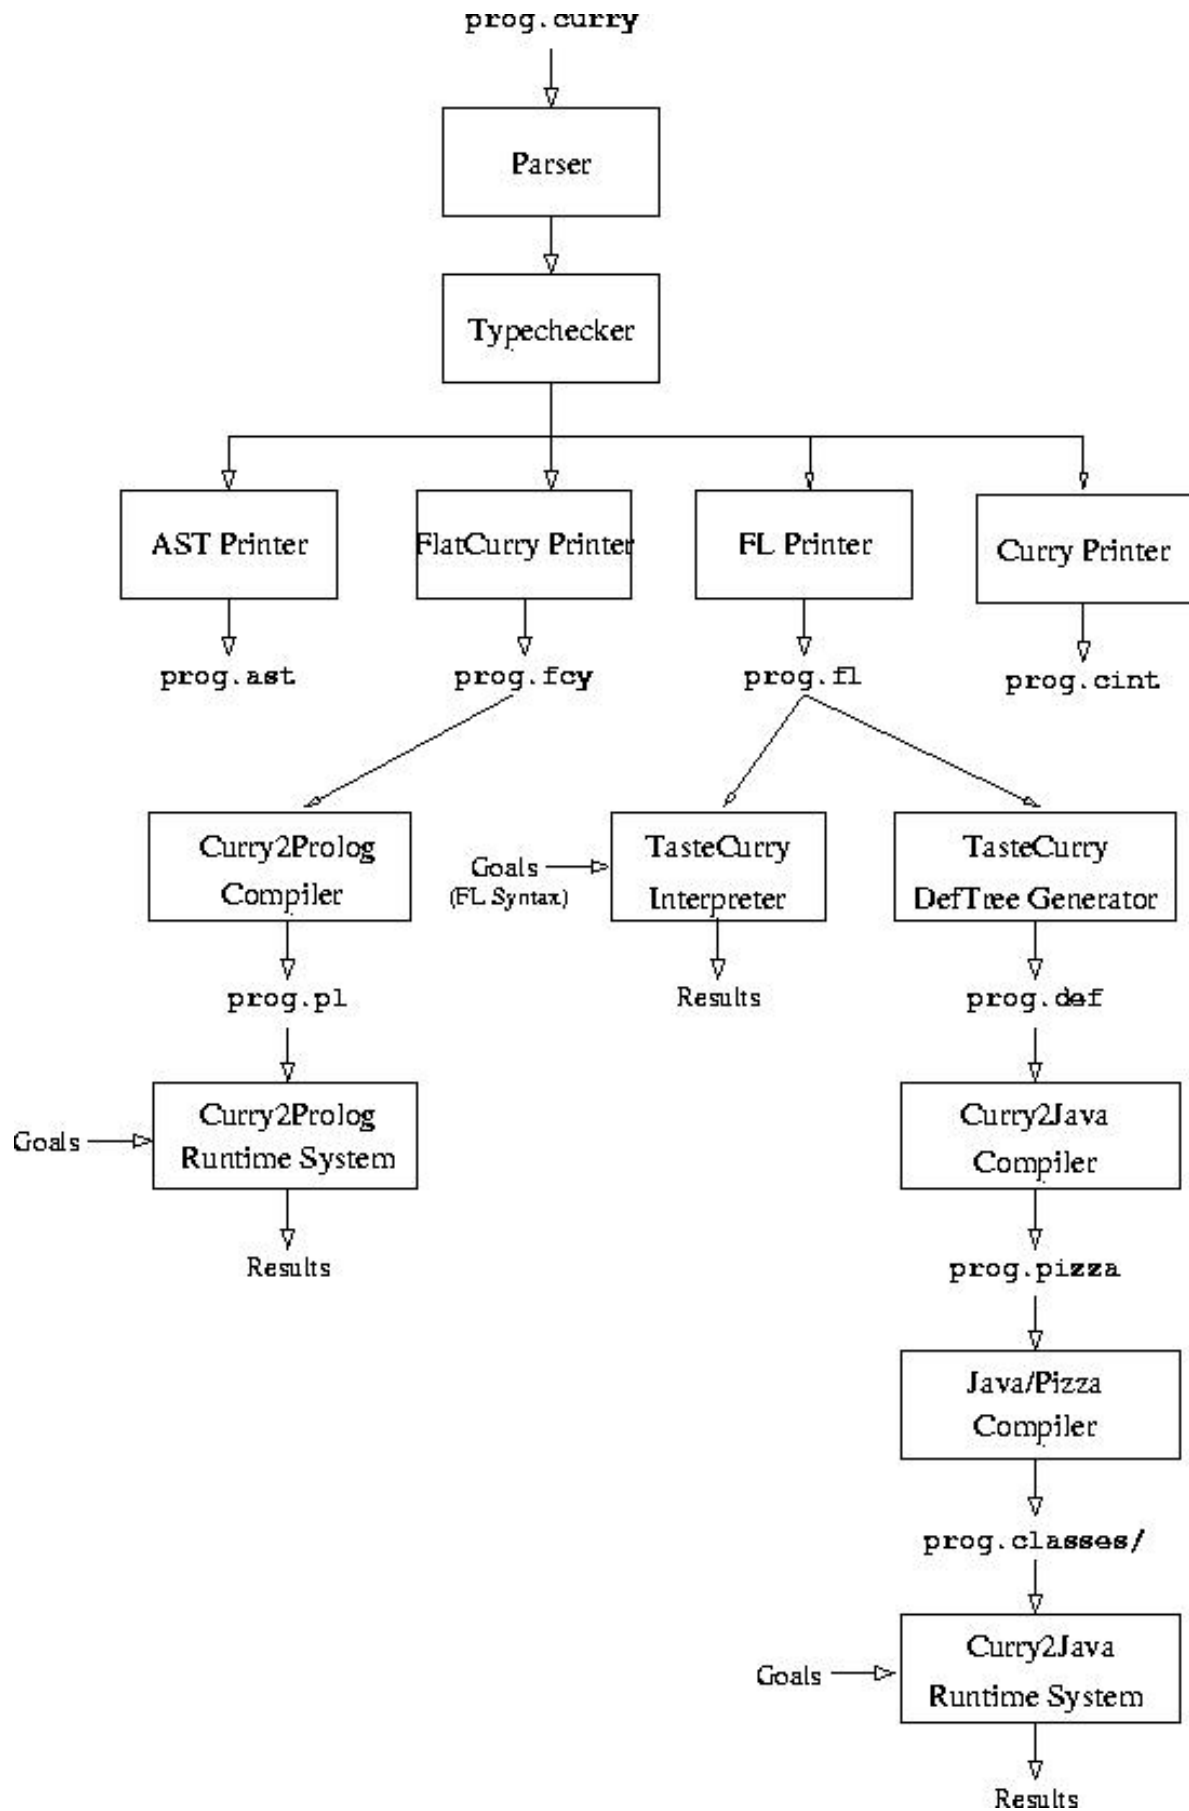 prog.curry
Parser
Typechecker
AST Printer
FlatCurry Printer
FL Printer
Curry Printer
prog.ast
prog.fcy
prog.fl
prog.cint
Curry2Prolog
Compiler
Goals
(FL Syntax)
TasteCurry
Interpreter
TasteCurry
DefTree Generator
prog.pl
Results
prog.def
Goals
Curry2Prolog
Runtime System
Curry2Java
Compiler
Results
prog.pizza
Java/Pizza
Compiler
prog.classes/
Goals
Curry2Java
Runtime System
Results